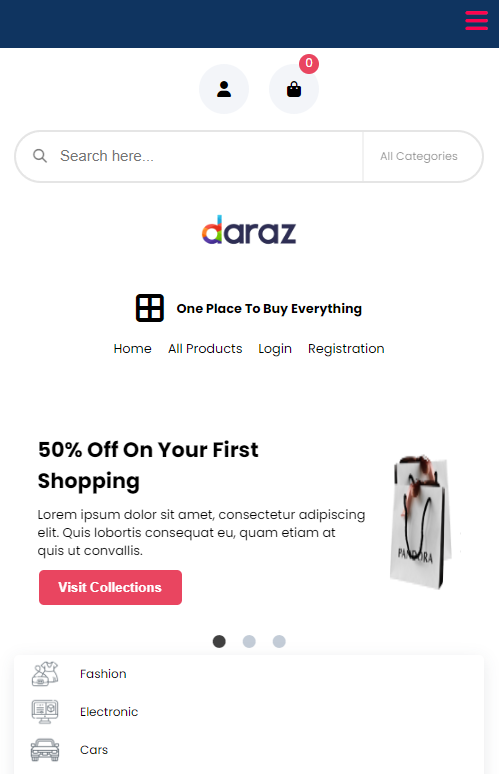 0
Search here...
All Categories
daraz
One Place To Buy Everything
Home
All Products
Login
Registration
50% Off On Your First
Shopping
Lorem ipsum dolor sit amet, consectetur adipiscing
elit. Quis lobortis consequat eu, quam etiam at
quis ut convallis.
PANDORA
Visit Collections
Fashion
Electronic
Cars